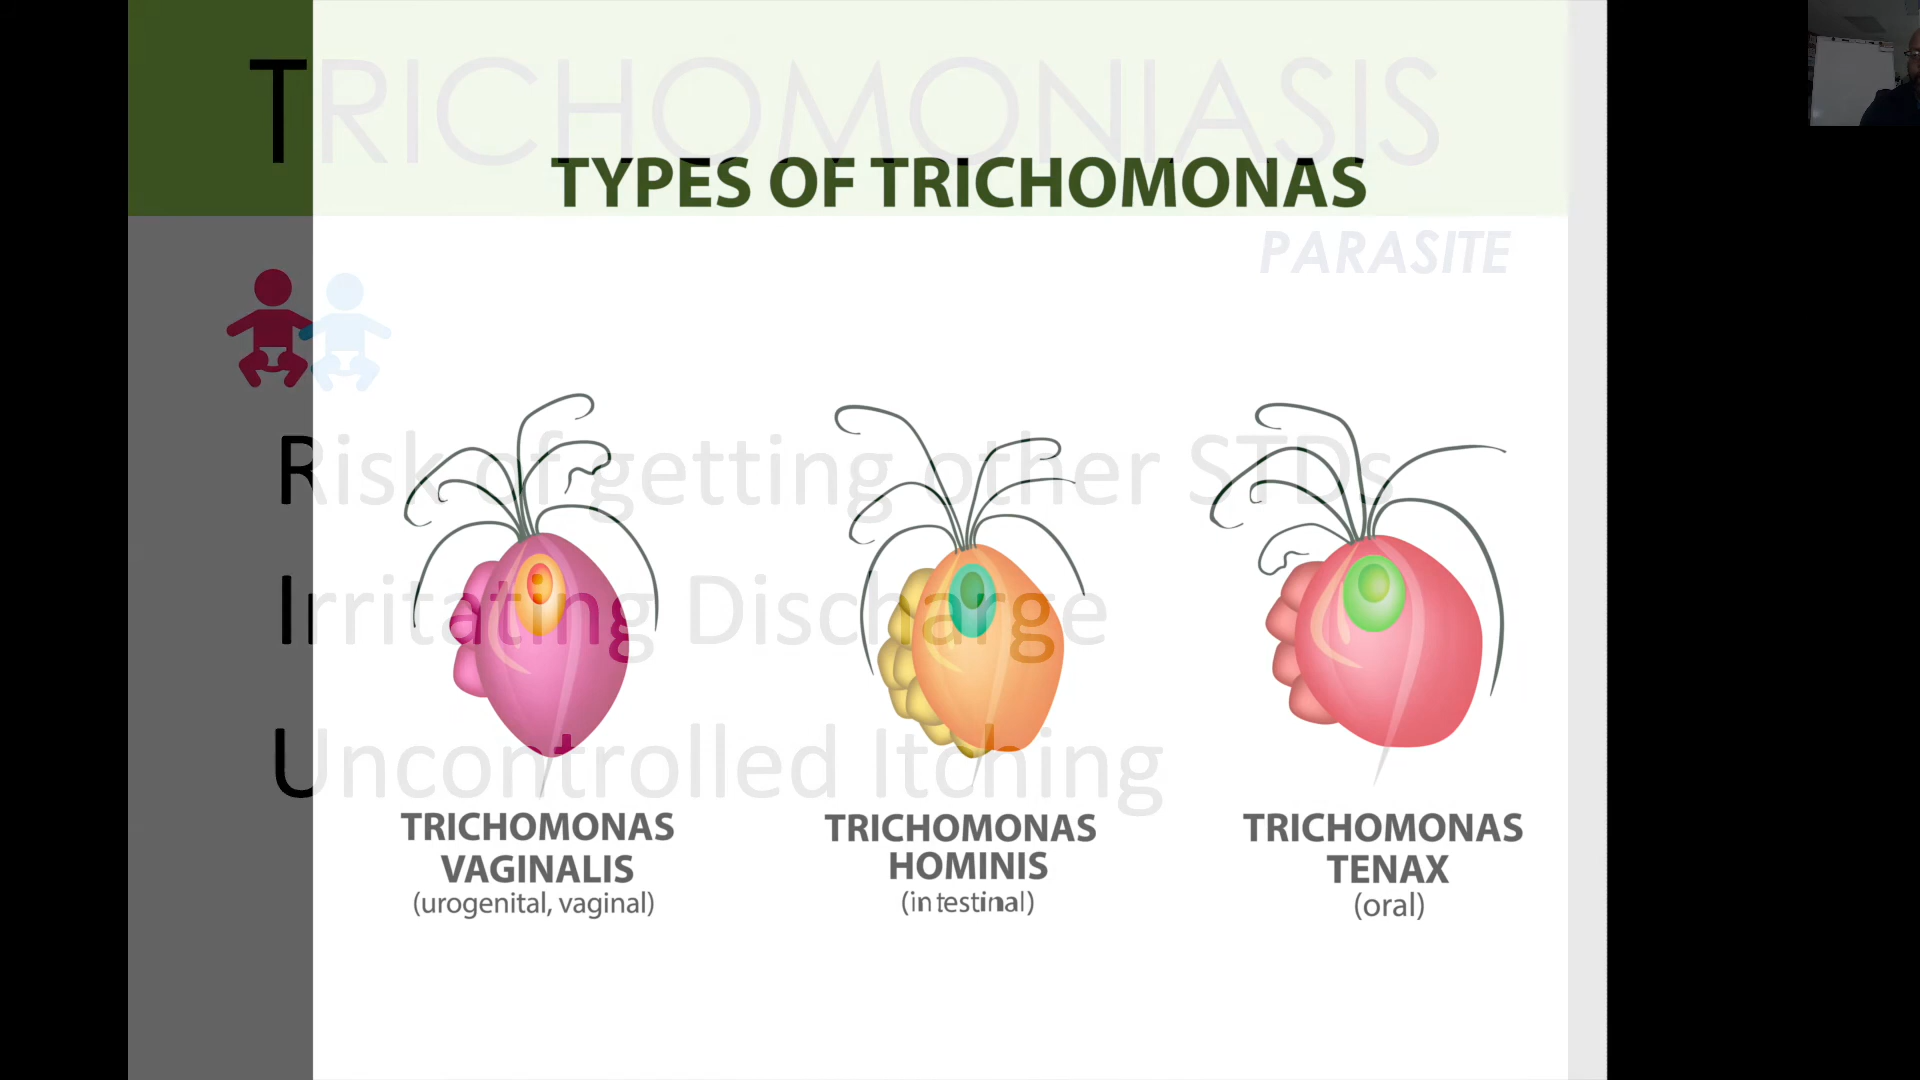 TRICHOMONIASIS
TYPES OF TRICHOMONAS
PARASITE
Risk of getting other STDs
Irritating Discharge
Uncontrolled Itching
TRICHOMONAS
VAGINALIS
(urogenital, vaginal)
TRICHOMONAS
HOMINIS
(intestinal)
TRICHOMONAS
TENAX
(oral)